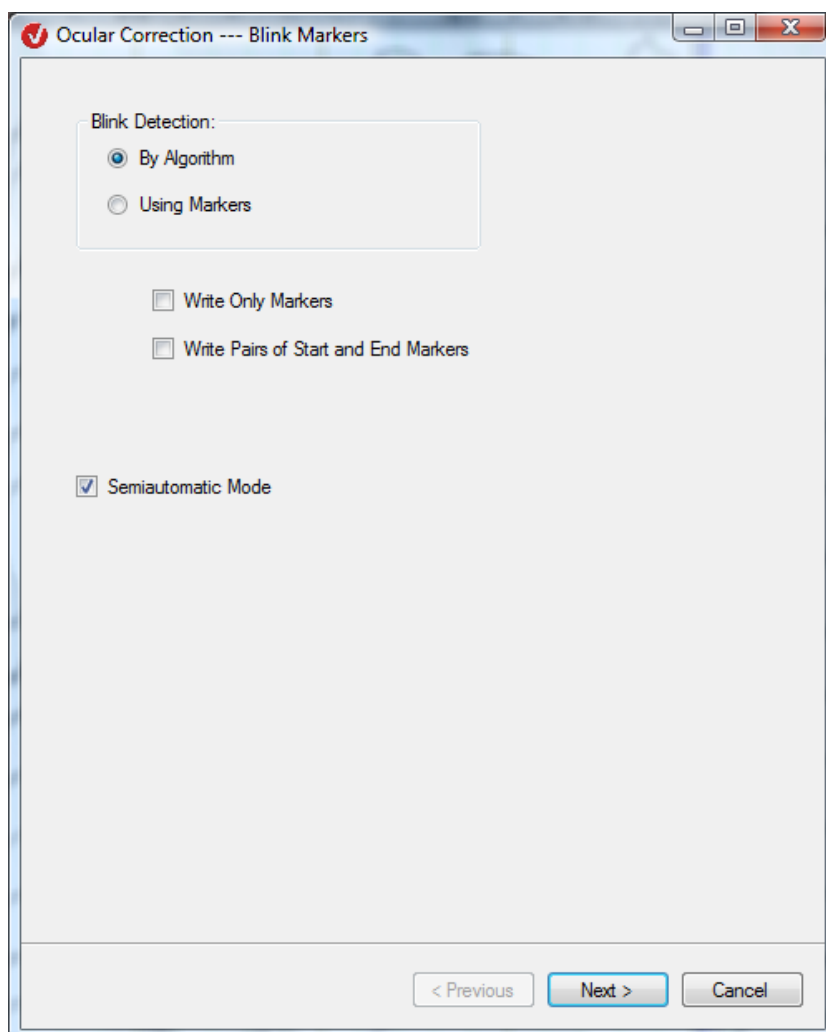 Ocular Correction --- Blink Markers
Blink Detection:
By Algorithm
Using Markers
Write Only Markers
Write Pairs of Start and End Markers
Semiautomatic Mode
< Previous
Next >
Cancel